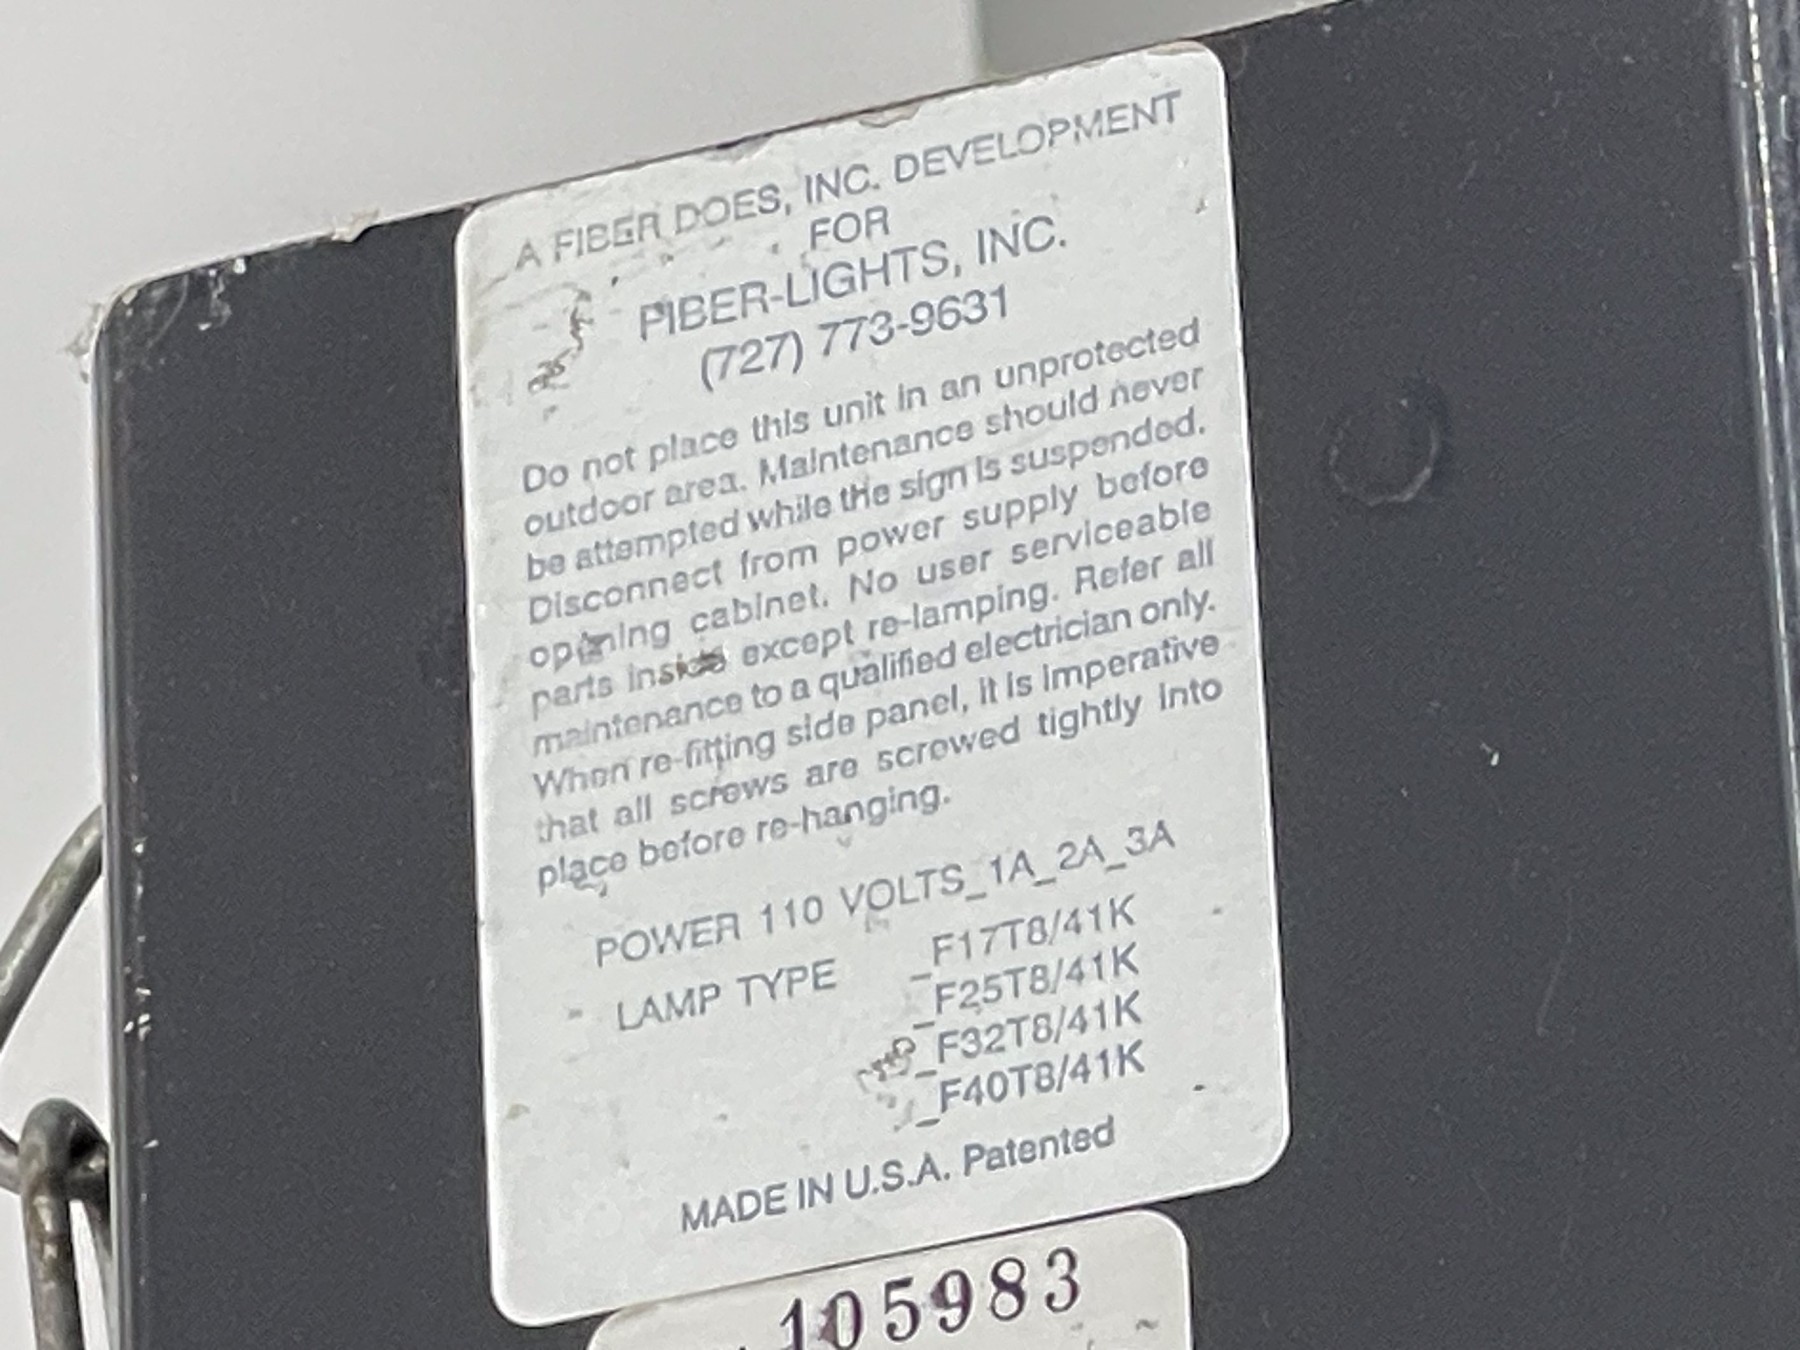 A FIBER DOES, INC. DEVELOPMENT
FOR
FIBER-LIGHTS, INC.
(727) 773-9631
Do not place this unit in an unprotected
outdoor area. Maintenance should never
be attempted while the sign is suspended.
Disconnect from power supply before
opening cabinet. No user serviceable
parts inside except re-lamping. Refer all
maintenance to a qualified electrician only.
When re-fitting side panel, it is imperative
that all screws are screwed tightly into
place before re-hanging.
POWER 110 VOLTS_1A_2A_3A
LAMP TYPE _F17T8/41K
_F25T8/41K
_F32T8/41K
_F40T8/41K
MADE IN U.S.A. Patented
105983